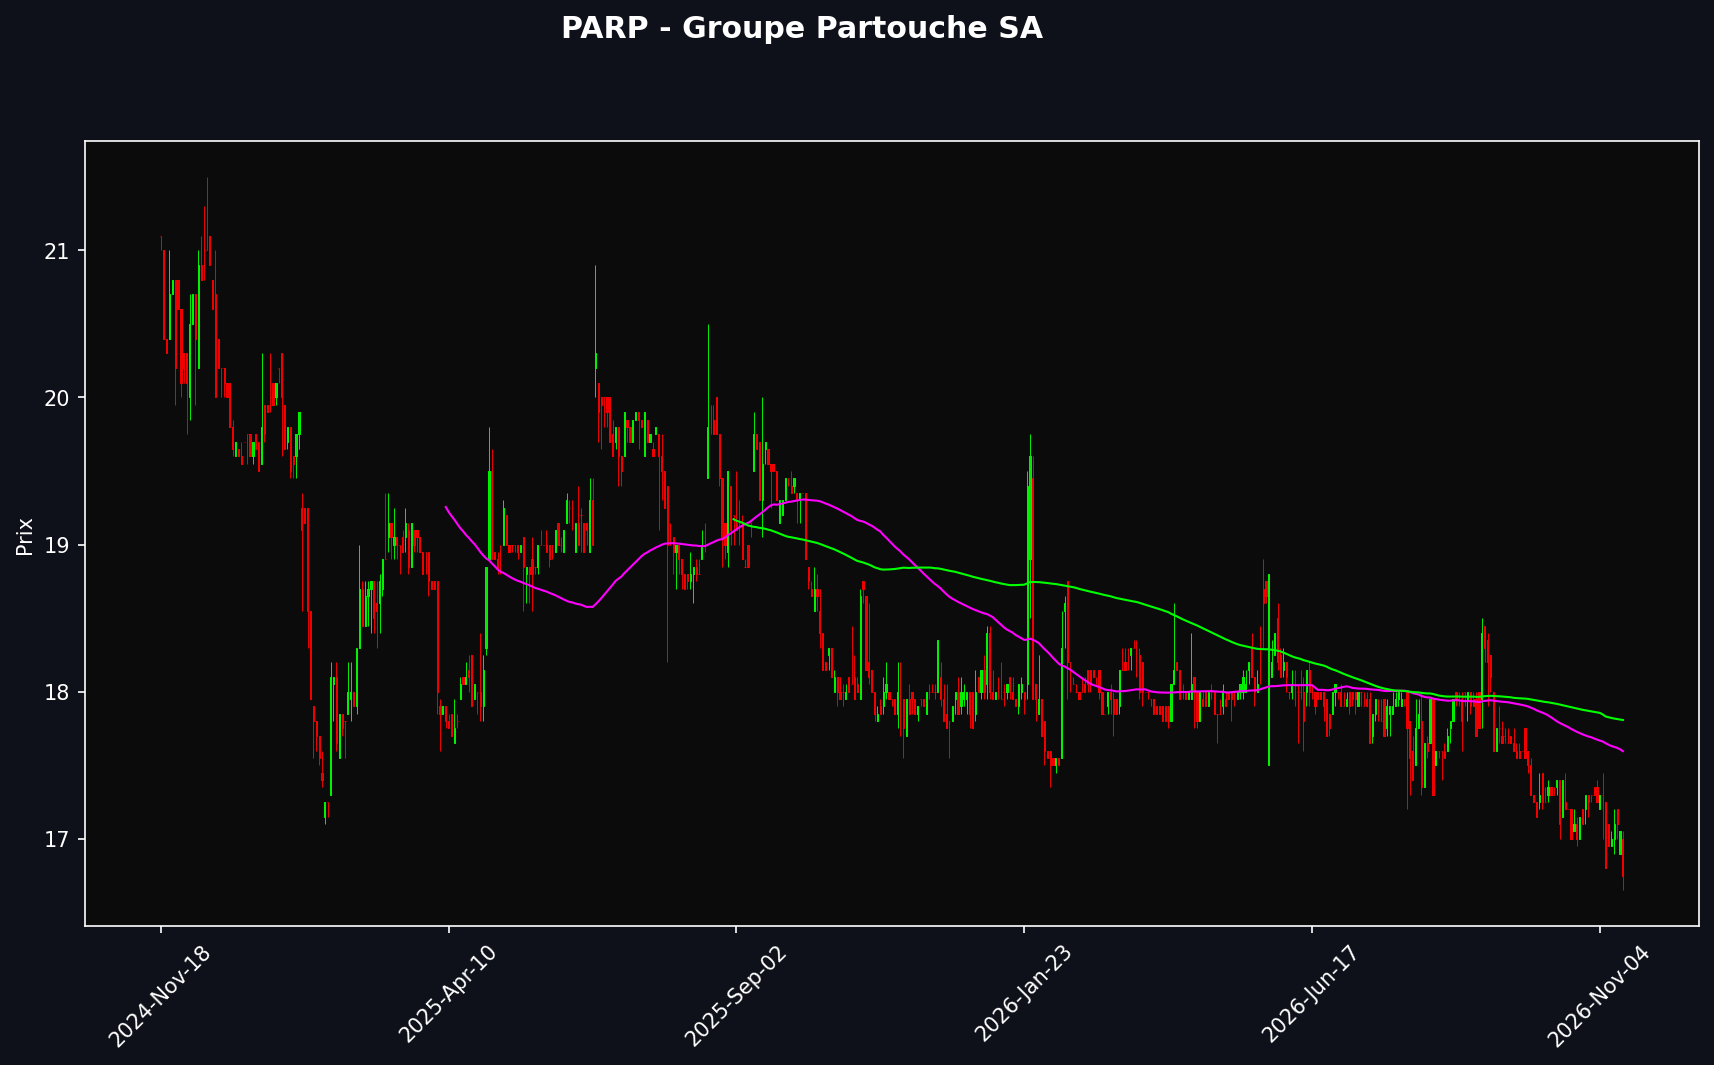 PARP - Groupe Partouche SA
Prix
21
20
19
18
17
2024-Nov-18
2025-Apr-10
2025-Sep-02
2026-Jan-23
2026-Jun-17
2026-Nov-04